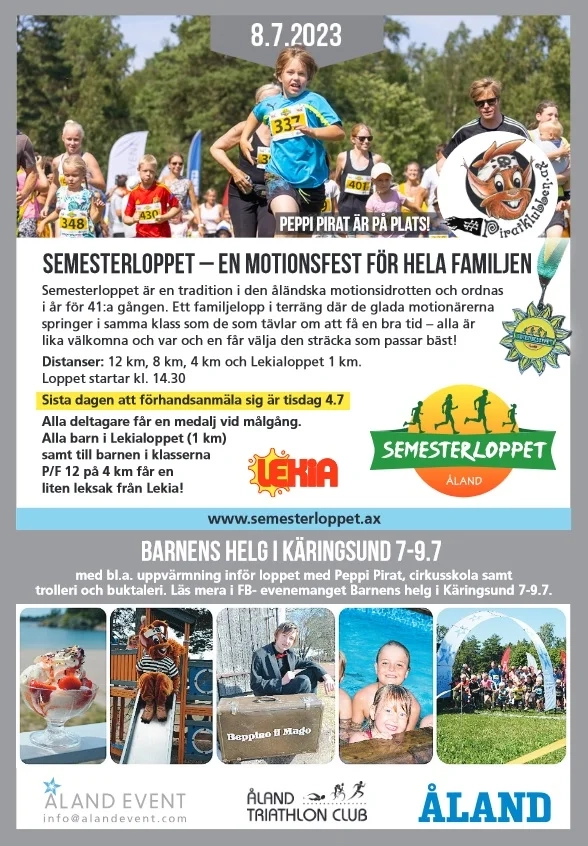 8.7.2023
348
430
337
401
PEPPI PIRAT ÄR PÅ PLATS!
piratklubben.ax
SEMESTERLOPPET – EN MOTIONSFEST FÖR HELA FAMILJEN
Semesterloppet är en tradition i den åländska motionsidrotten och ordnas
i år för 41:a gången. Ett familjelopp i terräng där de glada motionärerna
springer i samma klass som de som tävlar om att få en bra tid – alla är
lika välkomna och var och en får välja den sträcka som passar bäst!
Distanser: 12 km, 8 km, 4 km och Lekialoppet 1 km.
Loppet startar kl. 14.30
Sista dagen att förhandsanmäla sig är tisdag 4.7
Alla deltagare får en medalj vid målgång.
Alla barn i Lekialoppet (1 km)
samt till barnen i klasserna
P/F 12 på 4 km får en
liten leksak från Lekia!
LEKIA
SEMESTERLOPPET
SEMESTERLOPPET
ÅLAND
www.semesterloppet.ax
BARNENS HELG I KÄRINGSUND 7-9.7
med bl.a. uppvärmning inför loppet med Peppi Pirat, cirkusskola samt
trolleri och buktaleri. Läs mera i FB- evenemanget Barnens helg i Käringsund 7-9.7.
Beppino il Mago
ÅLAND EVENT
info@alandevent.com
ÅLAND
TRIATHLON CLUB
ÅLAND